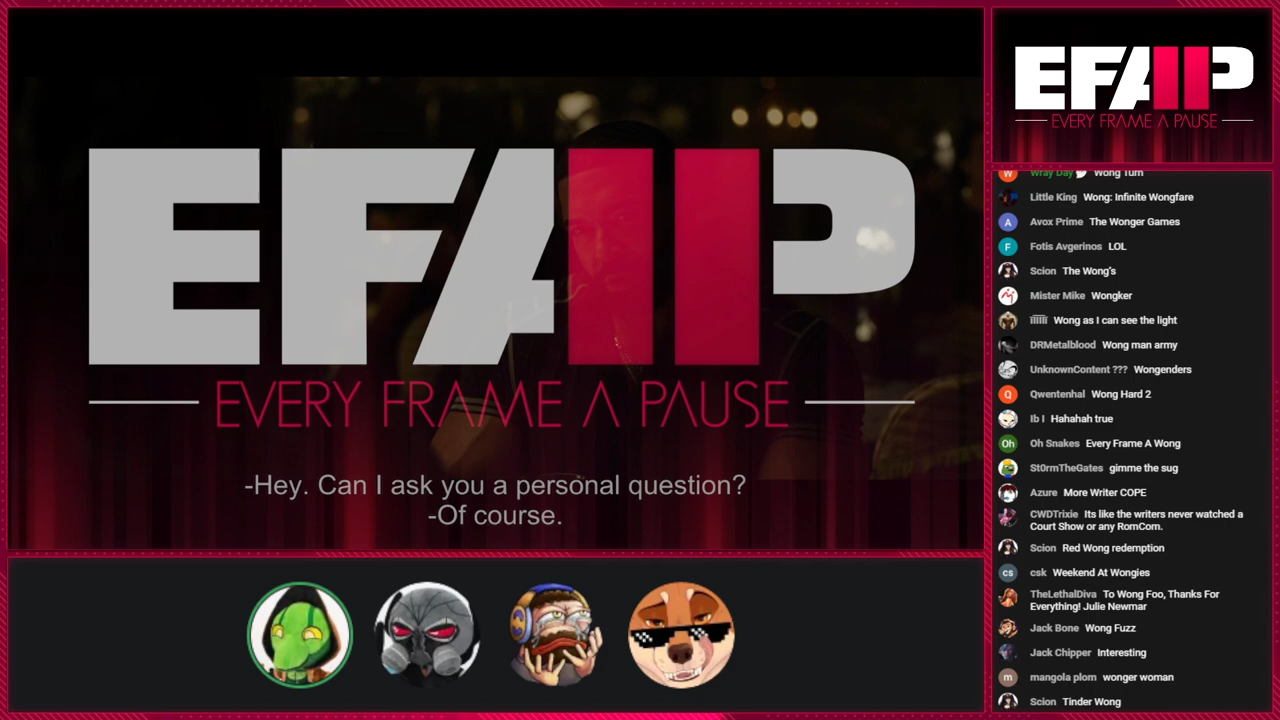 EFAP
EVERY FRAME A PAUSE
-Hey. Can I ask you a personal question?
-Of course.
EFAP
EVERY FRAME A PAUSE
W Wray Day Wong Tum
Little King Wong: Infinite Wongfare
A Avox Prime The Wonger Games
F Fotis Avgerinos LOL
Scion The Wong's
Mister Mike Wongker
Wong as I can see the light
DRMetalblood Wong man army
UnknownContent ??? Wongenders
Q Qwentenhal Wong Hard 2
Ib I Hahahah true
Oh Oh Snakes Every Frame A Wong
St0rmTheGates gimme the sug
Azure More Writer COPE
CWDTrixie Its like the writers never watched a
Court Show or any RomCom.
Scion Red Wong redemption
cs csk Weekend At Wongies
TheLethalDiva To Wong Foo, Thanks For
Everything! Julie Newmar
Jack Bone Wong Fuzz
Jack Chipper Interesting
m mangola plom wonger woman
Scion Tinder Wong